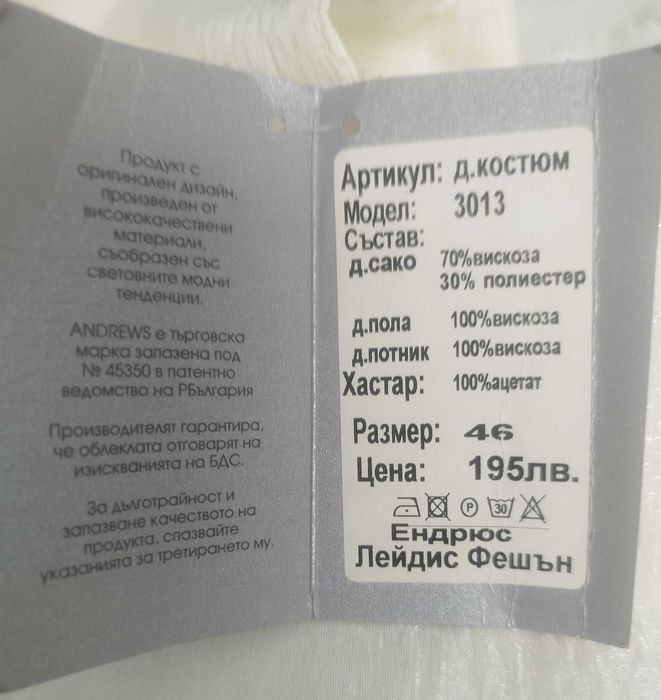 Продукт с
оригинален дизайн,
произведен от
висококачествени
материали,
съобразен със
световните модни
тенденции.
ANDREWS е търговска
марка запазена под
№ 45350 в патентно
ведомство на РБългария
Производителят гарантира,
че облеклата отговарят на
изискванията на БДС.
За дълготрайност и
запазване качеството на
продукта, спазвайте
указанията за третирането му.
Артикул: д.костюм
Модел: 3013
Състав:
д.сако 70%вискоза
30% полиестер
д.пола 100%вискоза
д.потник 100%вискоза
Хастар: 100%ацетат
Размер: 46
Цена: 195лв.
P 30
Ендрюс
Лейдис Фешън